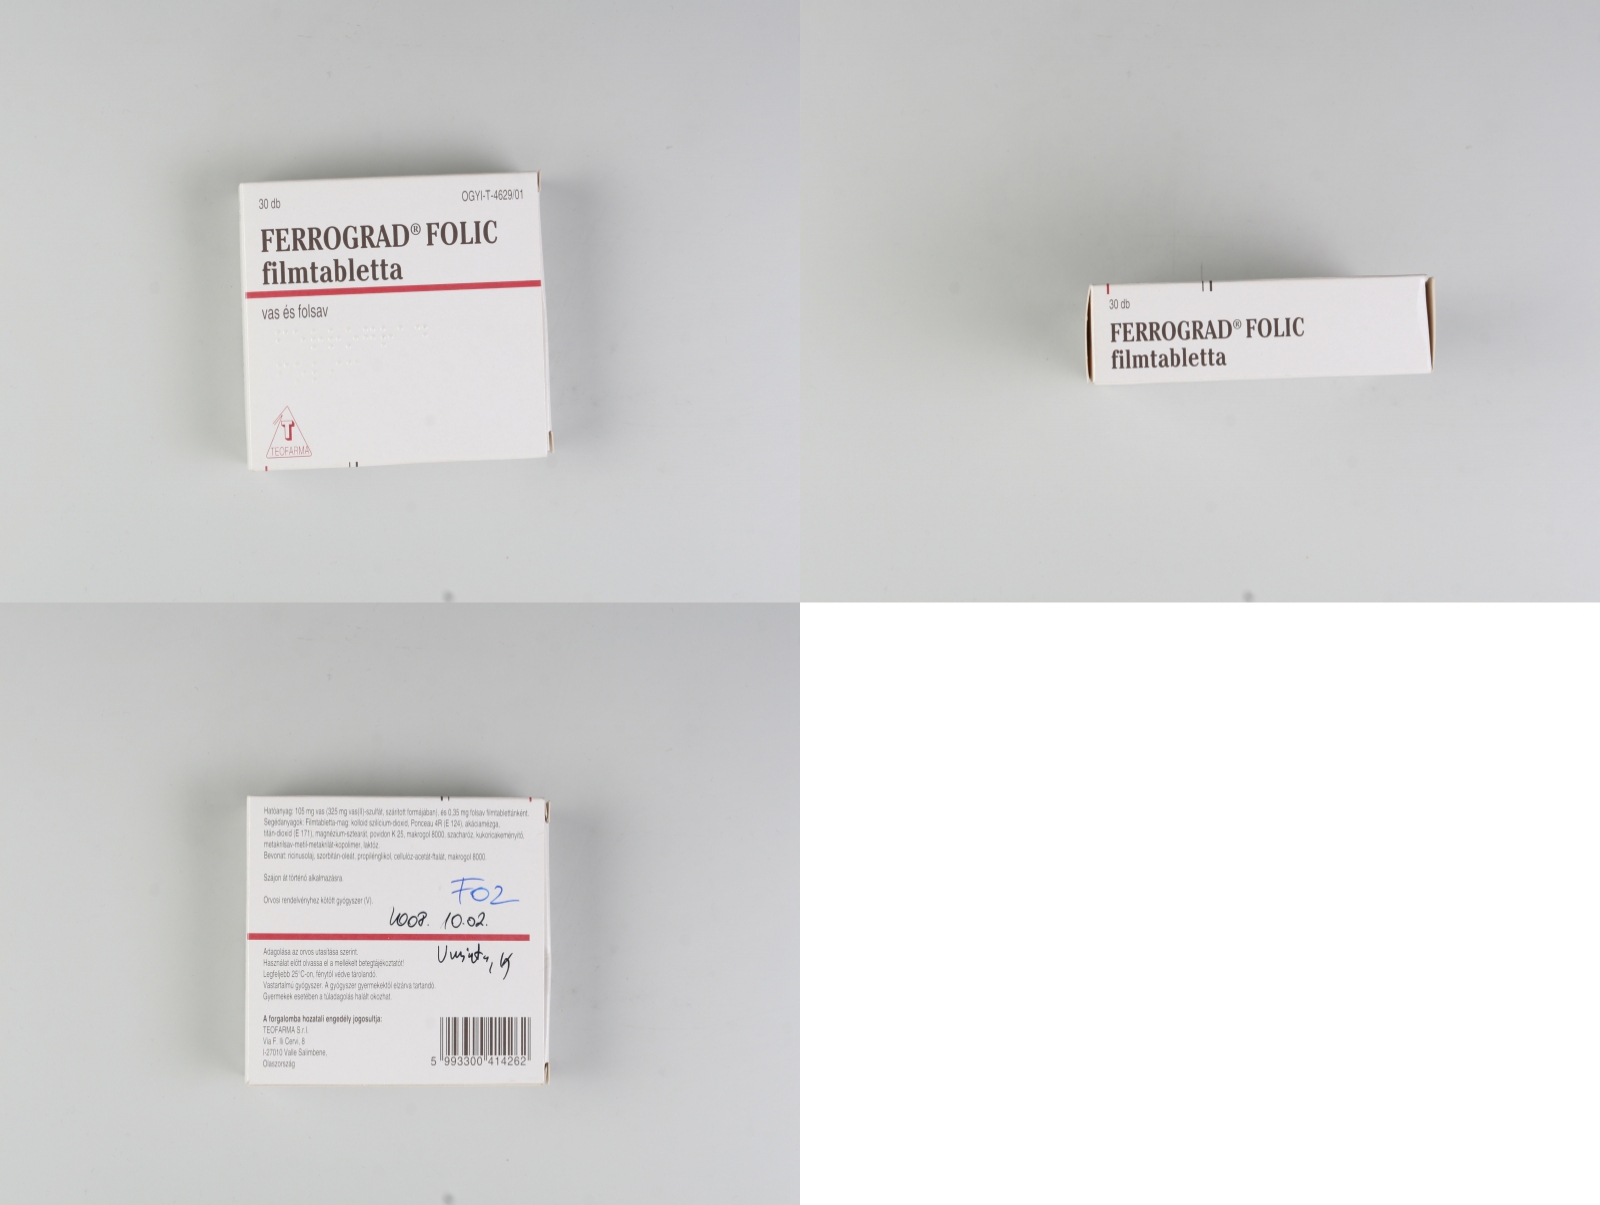 30 db
OGYI-T-4629/01
FERROGRAD® FOLIC
filmtabletta
vas és folsav
TEOFARMA
30 db
FERROGRAD® FOLIC
filmtabletta
Hatóanyag: 105 mg vas (325 mg vas(II)-szulfát, szárított formájában), és 0,35 mg folsav filmtablettánként.
Segédanyagok: Filmtabletta-mag: kolloid szilícium-dioxid, Ponceau 4R (E 124), akáciamézga,
titán-dioxid (E 171), magnézium-sztearát, povidon K 25, makrogol 8000, szacharóz, kukoricakeményítő,
metakrilsav-metil-metakrilát-kopolimer, laktóz.
Bevonat: ricinusolaj, szorbitán-oleát, propilénglikol, cellulóz-acetát-ftalát, makrogol 8000.
Szájon át történő alkalmazásra.
F02
Orvosi rendelvényhez kötött gyógyszer (V).
10.02.
Adagolása az orvos utasítása szerint.
Használat előtt olvassa el a mellékelt betegtájékoztatót!
Legfeljebb 25°C-on, fénytől védve tárolandó.
Vastartalmú gyógyszer. A gyógyszer gyermekektől elzárva tartandó.
Gyermekek esetében a túladagolás halált okozhat.
A forgalomba hozatali engedély jogosultja:
TEOFARMA S.r.l.
Via F. lli Cervi, 8
I-27010 Valle Salimbene,
Olaszország
5 993300 414262